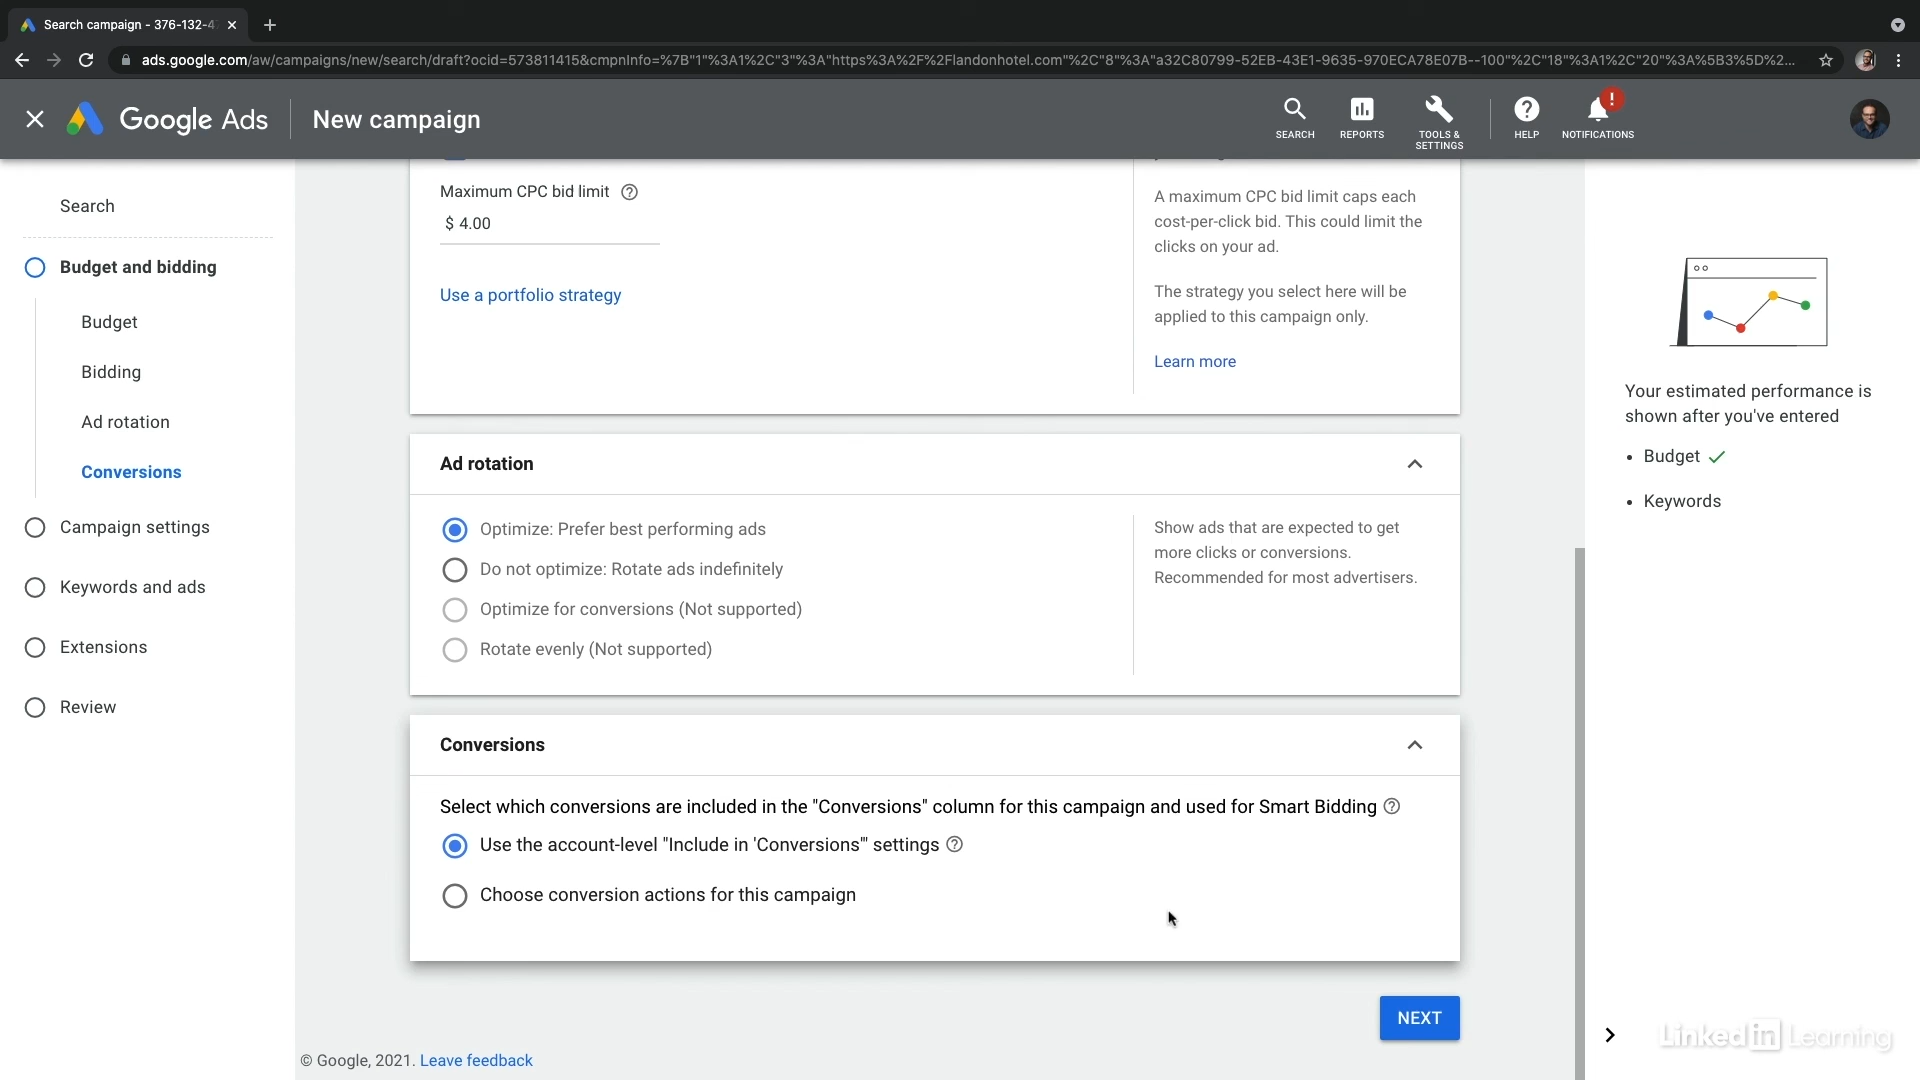 Search campaign - 376-132-4
ads.google.com/aw/campaigns/new/search/draft?ocid=573811415&cmpnInfo=%7B"1"%3A1%2C"3"%3A"https%3A%2F%2Flandonhotel.com"%2C"8"%3A"a32C80799-52EB-43E1-9635-970ECA78E07B--100"%2C"18"%3A1%2C"20"%3A%5B3%5D%2...
Google Ads
New campaign
SEARCH
REPORTS
TOOLS &
SETTINGS
HELP
NOTIFICATIONS
Search
Budget and bidding
Budget
Bidding
Ad rotation
Conversions
Campaign settings
Keywords and ads
Extensions
Review
Maximum CPC bid limit
$ 4.00
Use a portfolio strategy
A maximum CPC bid limit caps each
cost-per-click bid. This could limit the
clicks on your ad.
The strategy you select here will be
applied to this campaign only.
Learn more
Ad rotation
Optimize: Prefer best performing ads
Do not optimize: Rotate ads indefinitely
Optimize for conversions (Not supported)
Rotate evenly (Not supported)
Show ads that are expected to get
more clicks or conversions.
Recommended for most advertisers.
Conversions
Select which conversions are included in the "Conversions" column for this campaign and used for Smart Bidding
Use the account-level "Include in 'Conversions'" settings
Choose conversion actions for this campaign
NEXT
© Google, 2021. Leave feedback
Your estimated performance is
shown after you've entered
• Budget
• Keywords
LinkedIn Learning